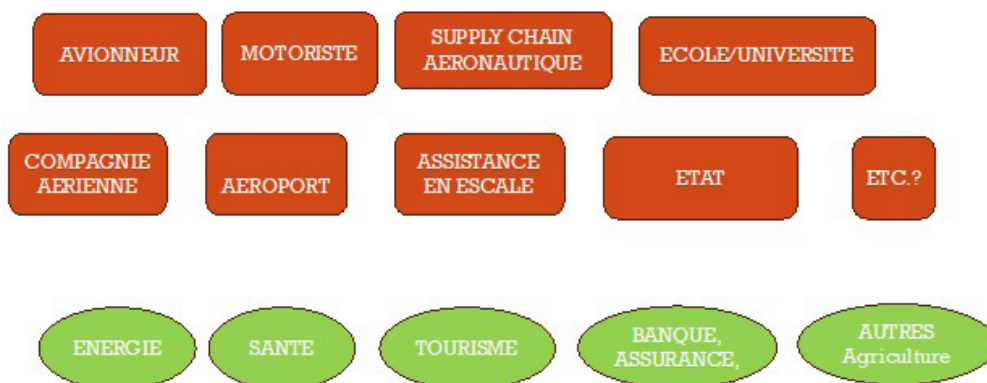 AVIONNEUR
MOTORISTE
SUPPLY CHAIN
AERONAUTIQUE
ECOLE/UNIVERSITE
COMPAGNIE
AERIENNE
AEROPORT
ASSISTANCE
EN ESCALE
ETAT
ETC.?
ENERGIE
SANTE
TOURISME
BANQUE,
ASSURANCE,
AUTRES
Agriculture